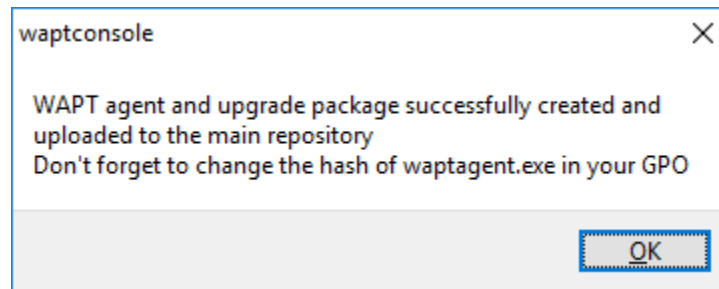 waptconsole
WAPT agent and upgrade package successfully created and
uploaded to the main repository
Don't forget to change the hash of waptagent.exe in your GPO
OK